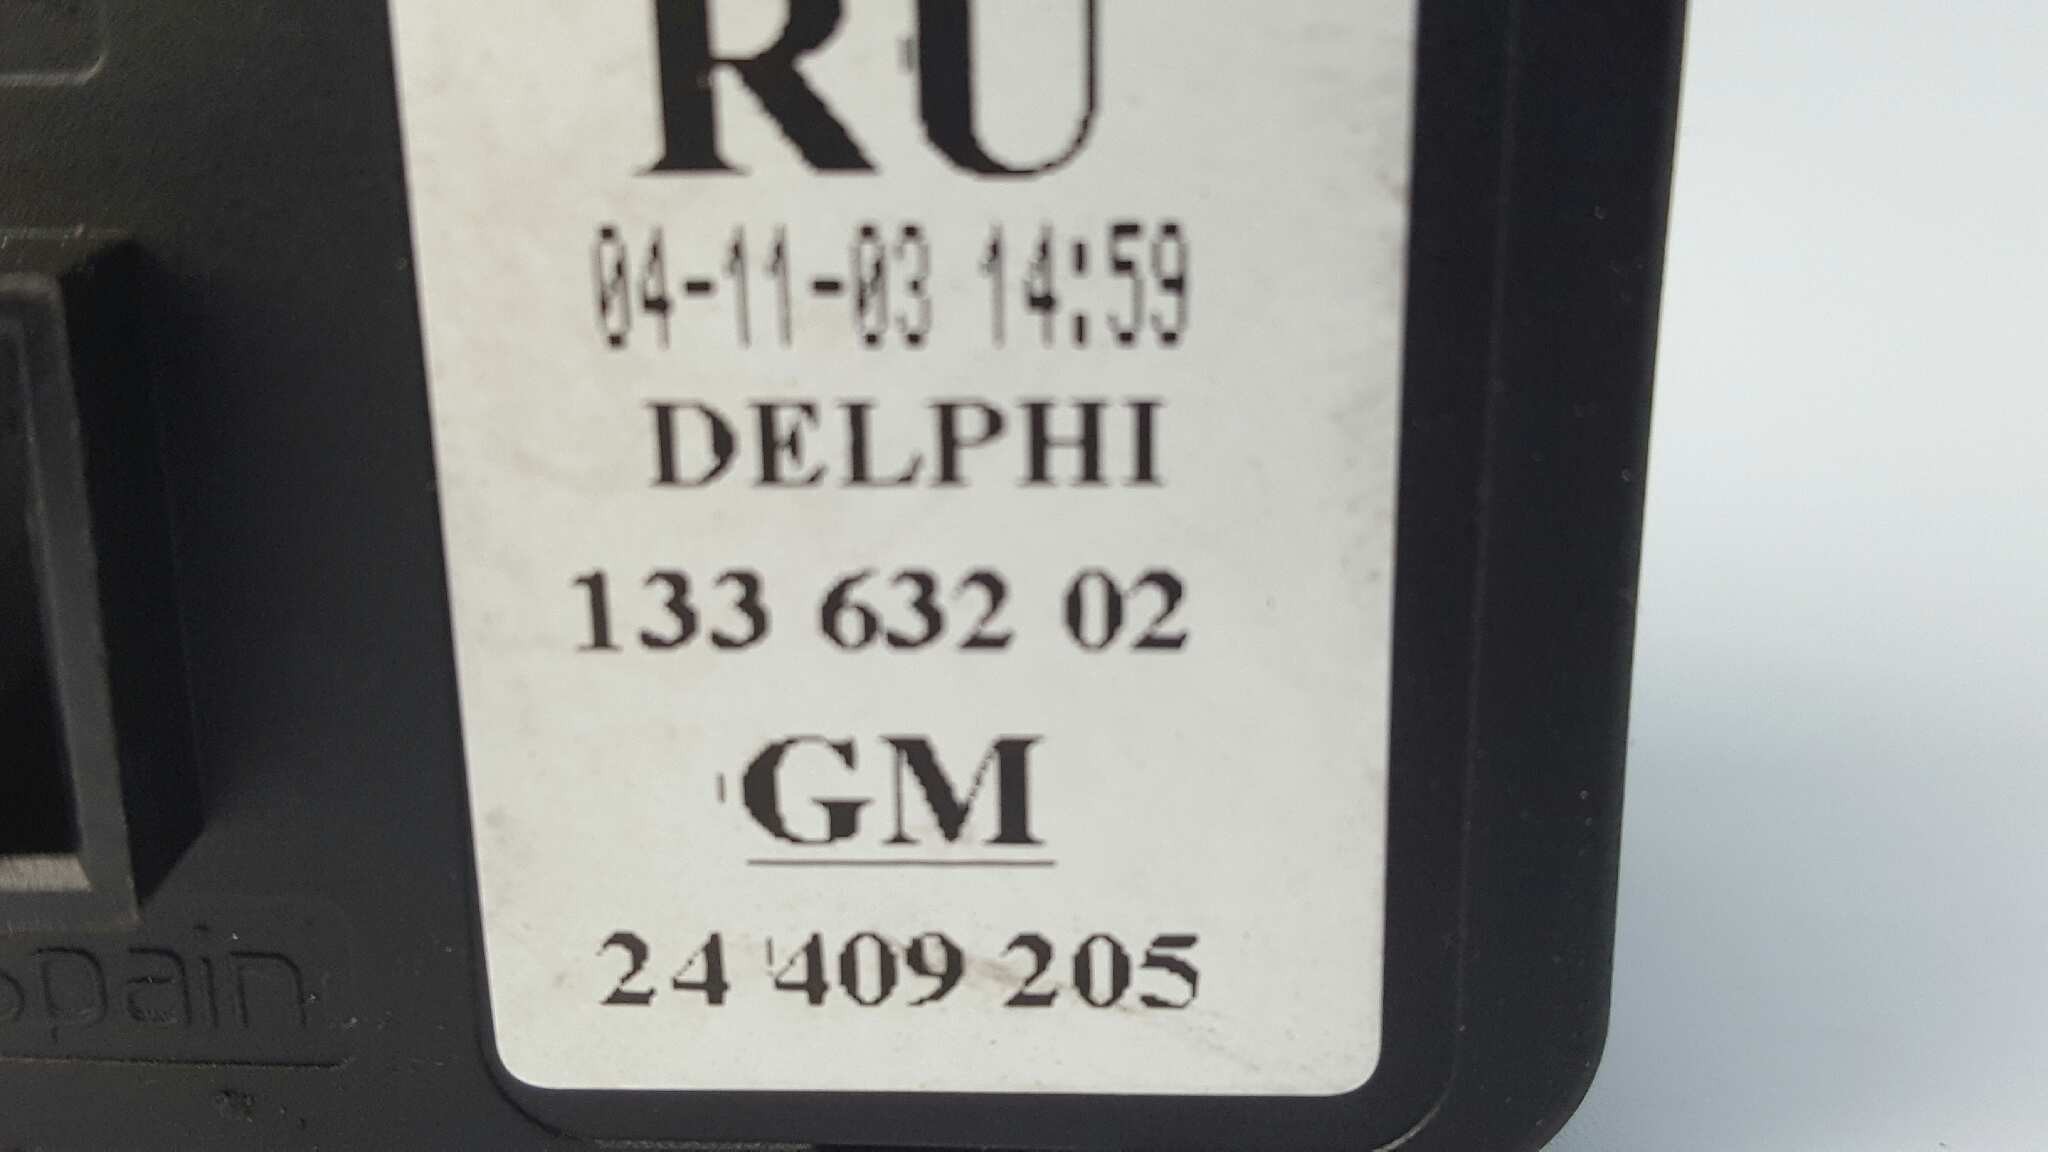 RU
04-11-03 14:59
DELPHI
133 632 02
GM
24 409 205
Spain